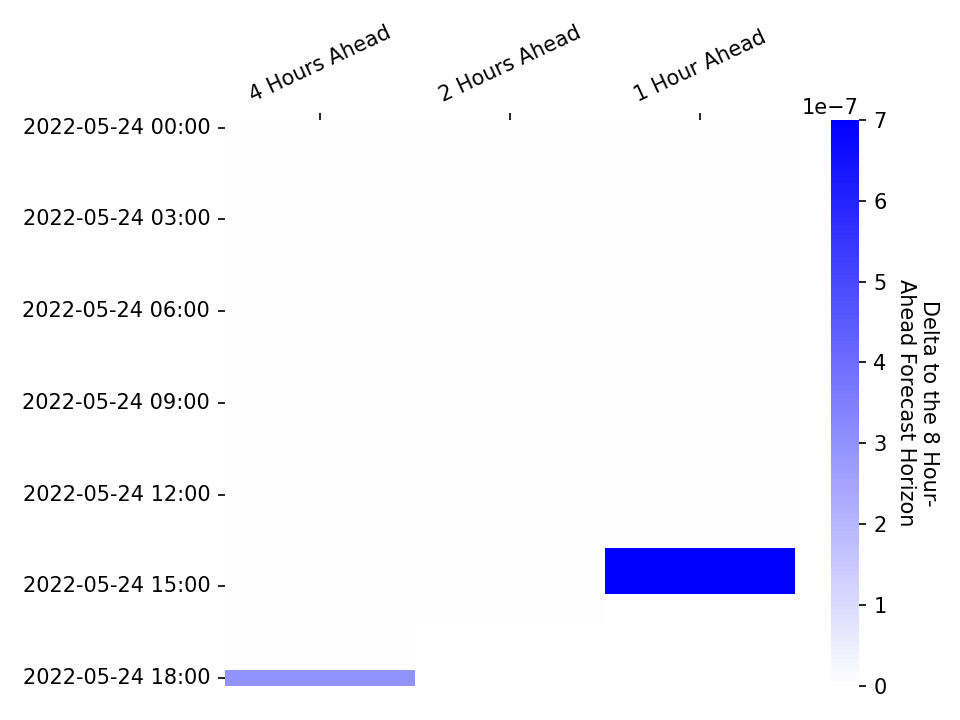 4 Hours Ahead
2 Hours Ahead
1 Hour Ahead
2022-05-24 00:00
2022-05-24 03:00
2022-05-24 06:00
2022-05-24 09:00
2022-05-24 12:00
2022-05-24 15:00
2022-05-24 18:00
1e−7
7
6
5
4
3
2
1
0
Delta to the 8 Hour-
Ahead Forecast Horizon